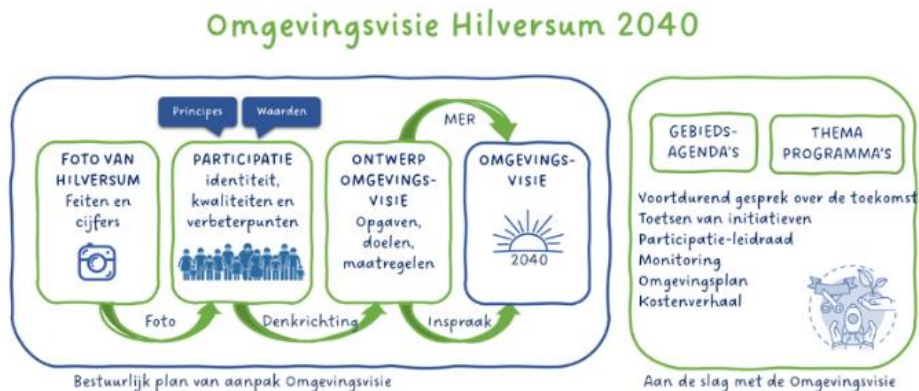 Omgevingsvisie Hilversum 2040
Principes
Waarden
MER
FOTO VAN
HILVERSUM
Feiten en
cijfers
PARTICIPATIE
identiteit,
kwaliteiten en
verbeterpunten
ONTWERP
OMGEVINGS-
VISIE
Opgaven,
doelen,
maatregelen
OMGEVINGS-
VISIE
2040
Foto
Denkrichting
Inspraak
Bestuurlijk plan van aanpak Omgevingsvisie
GEBIEDS-
AGENDA'S
THEMA
PROGRAMMA'S
Voortdurend gesprek over de toekomst
Toetsen van initiatieven
Participatie-leidraad
Monitoring
Omgevingsplan
Kostenverhaal
Aan de slag met de Omgevingsvisie